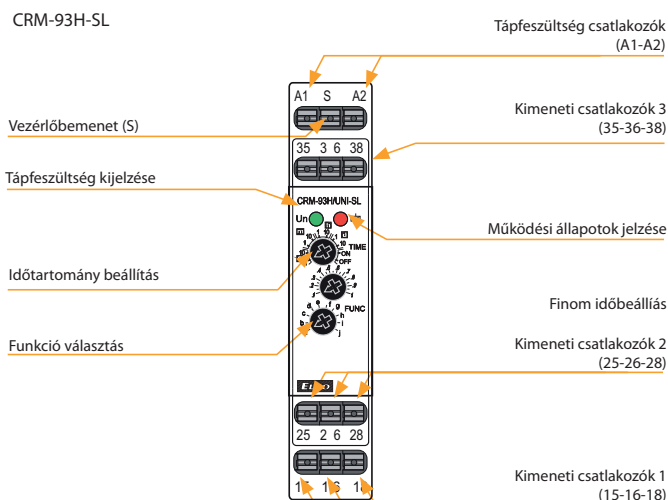 CRM-93H-SL
Tápfeszültség csatlakozók
(A1-A2)
A1 S A2
Kimeneti csatlakozók 3
(35-36-38)
Vezérlőbemenet (S)
35 3 6 38
Tápfeszültség kijelzése
CRM-93H/UNI-SL
Un
Működési állapotok jelzése
TIME
ON
OFF
Időtartomány beállítás
Finom időbeállíás
FUNC
Funkció választás
Kimeneti csatlakozók 2
(25-26-28)
25 2 6 28
Kimeneti csatlakozók 1
(15-16-18)